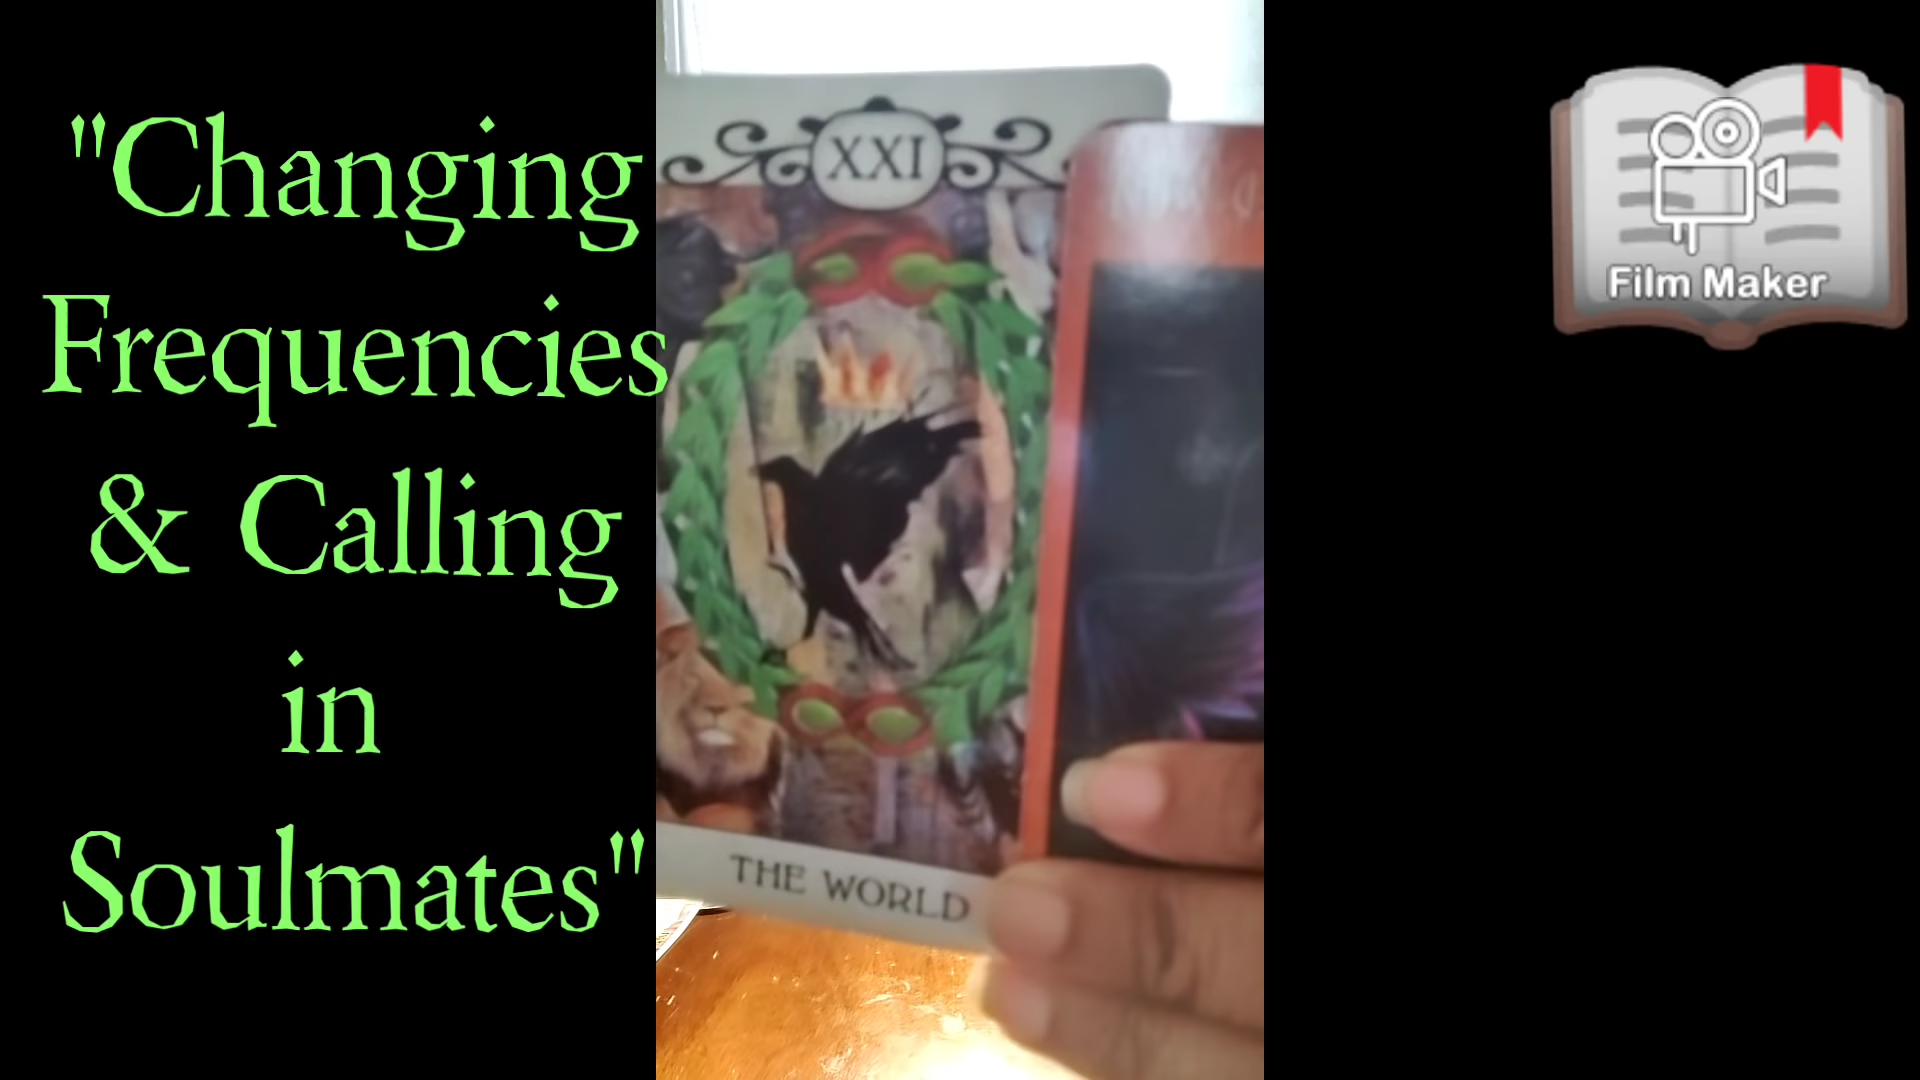 "Changing
Frequencies
& Calling
in
Soulmates"
XXI
THE WORLD
Film Maker